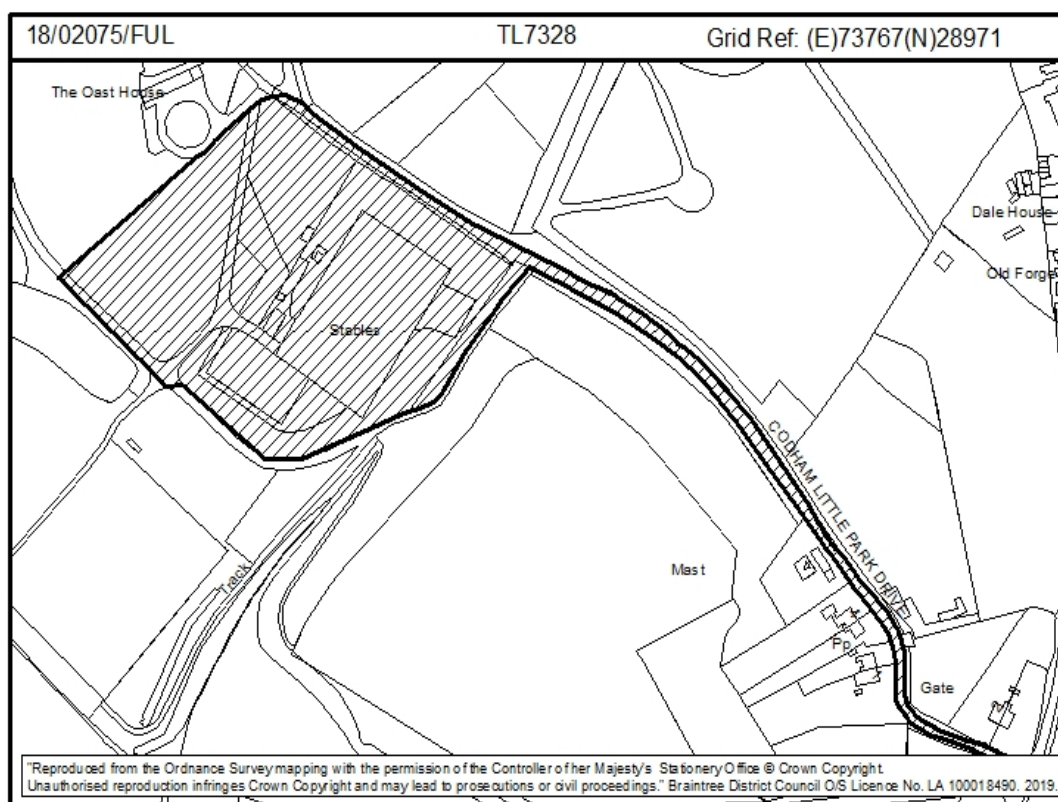 18/02075/FUL TL7328 Grid Ref: (E)73767(N)28971
The Oast House
Dale House
Old Forge
Stables
CODHAM LITTLE PARK DRIVE
Mast
Track
Pp
Gate
"Reproduced from the Ordnance Survey mapping with the permission of the Controller of her Majesty's Stationery Office © Crown Copyright.
Unauthorised reproduction infringes Crown Copyright and may lead to prosecutions or civil proceedings." Braintree District Council O/S Licence No. LA 100018490. 2019.